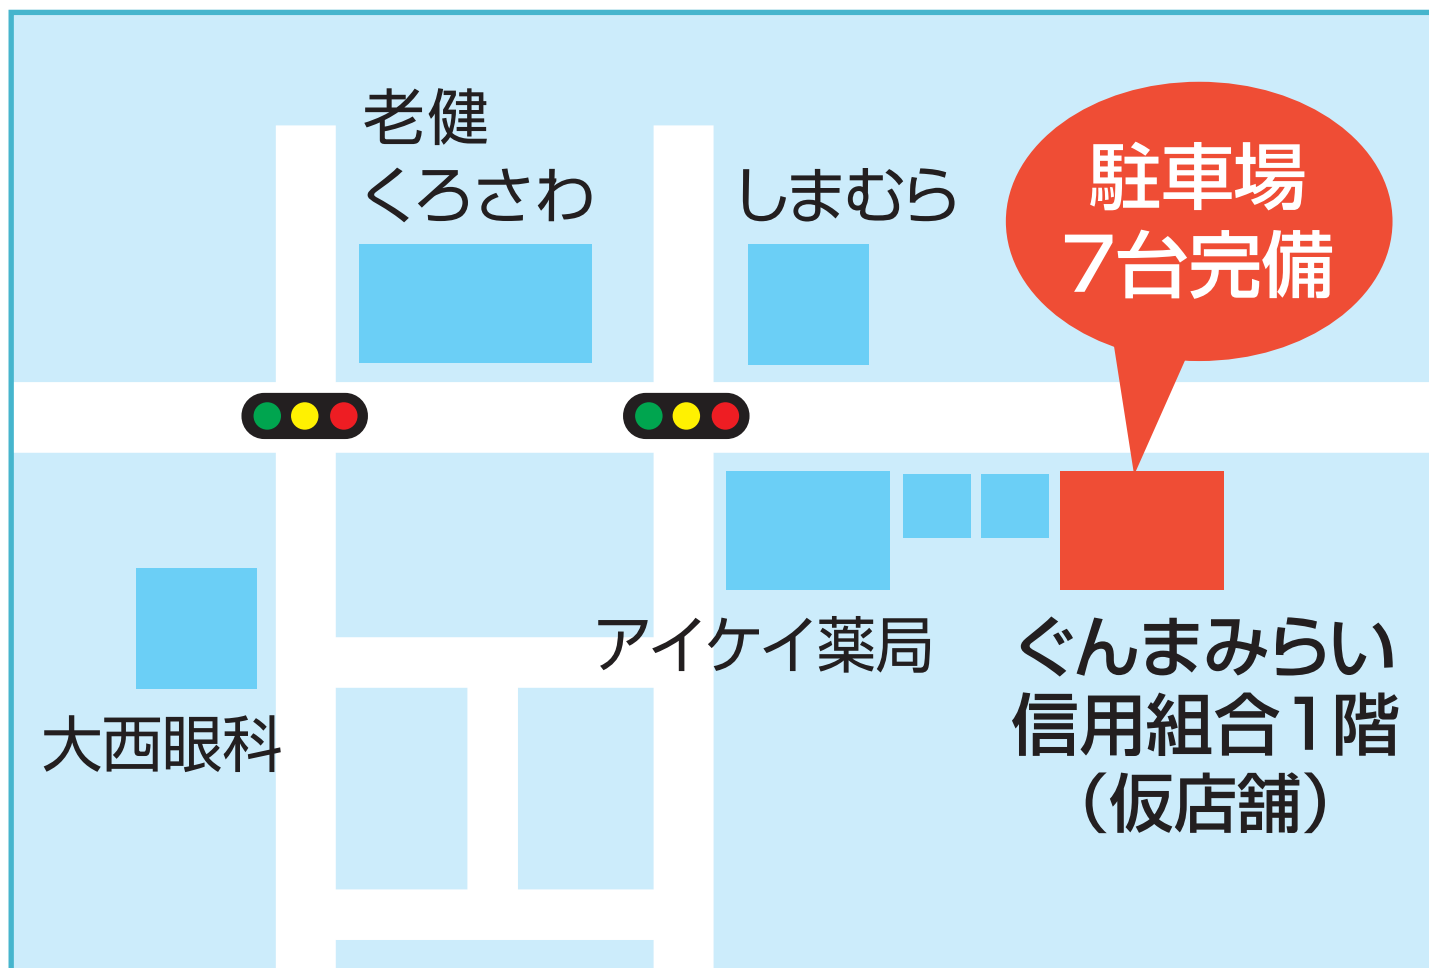 老健
くろさわ
しまむら
駐車場
7台完備
アイケイ薬局
大西眼科
ぐんまみらい
信用組合1階
（仮店舗）